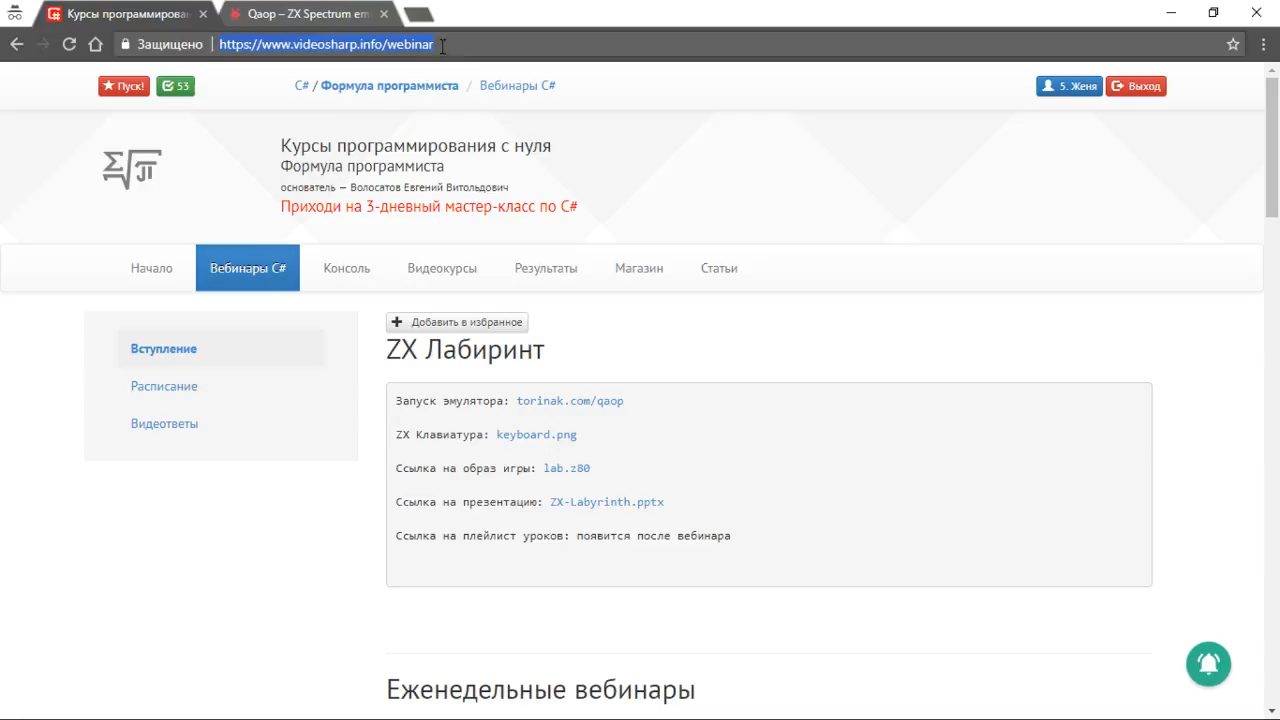 Курсы программирова
Qaop – ZX Spectrum em
Защищено
https://www.videosharp.info/webinar
Пуск!
53
C# / Формула программиста / Вебинары C#
5. Женя
Выход
Курсы программирования с нуля
Формула программиста
основатель — Волосатов Евгений Витольдович
Приходи на 3-дневный мастер-класс по C#
Начало
Вебинары C#
Консоль
Видеокурсы
Результаты
Магазин
Статьи
Вступление
Расписание
Видеответы
Добавить в избранное
ZX Лабиринт
Запуск эмулятора: torinak.com/qaop
ZX Клавиатура: keyboard.png
Ссылка на образ игры: lab.z80
Ссылка на презентацию: ZX-Labyrinth.pptx
Ссылка на плейлист уроков: появится после вебинара
Еженедельные вебинары